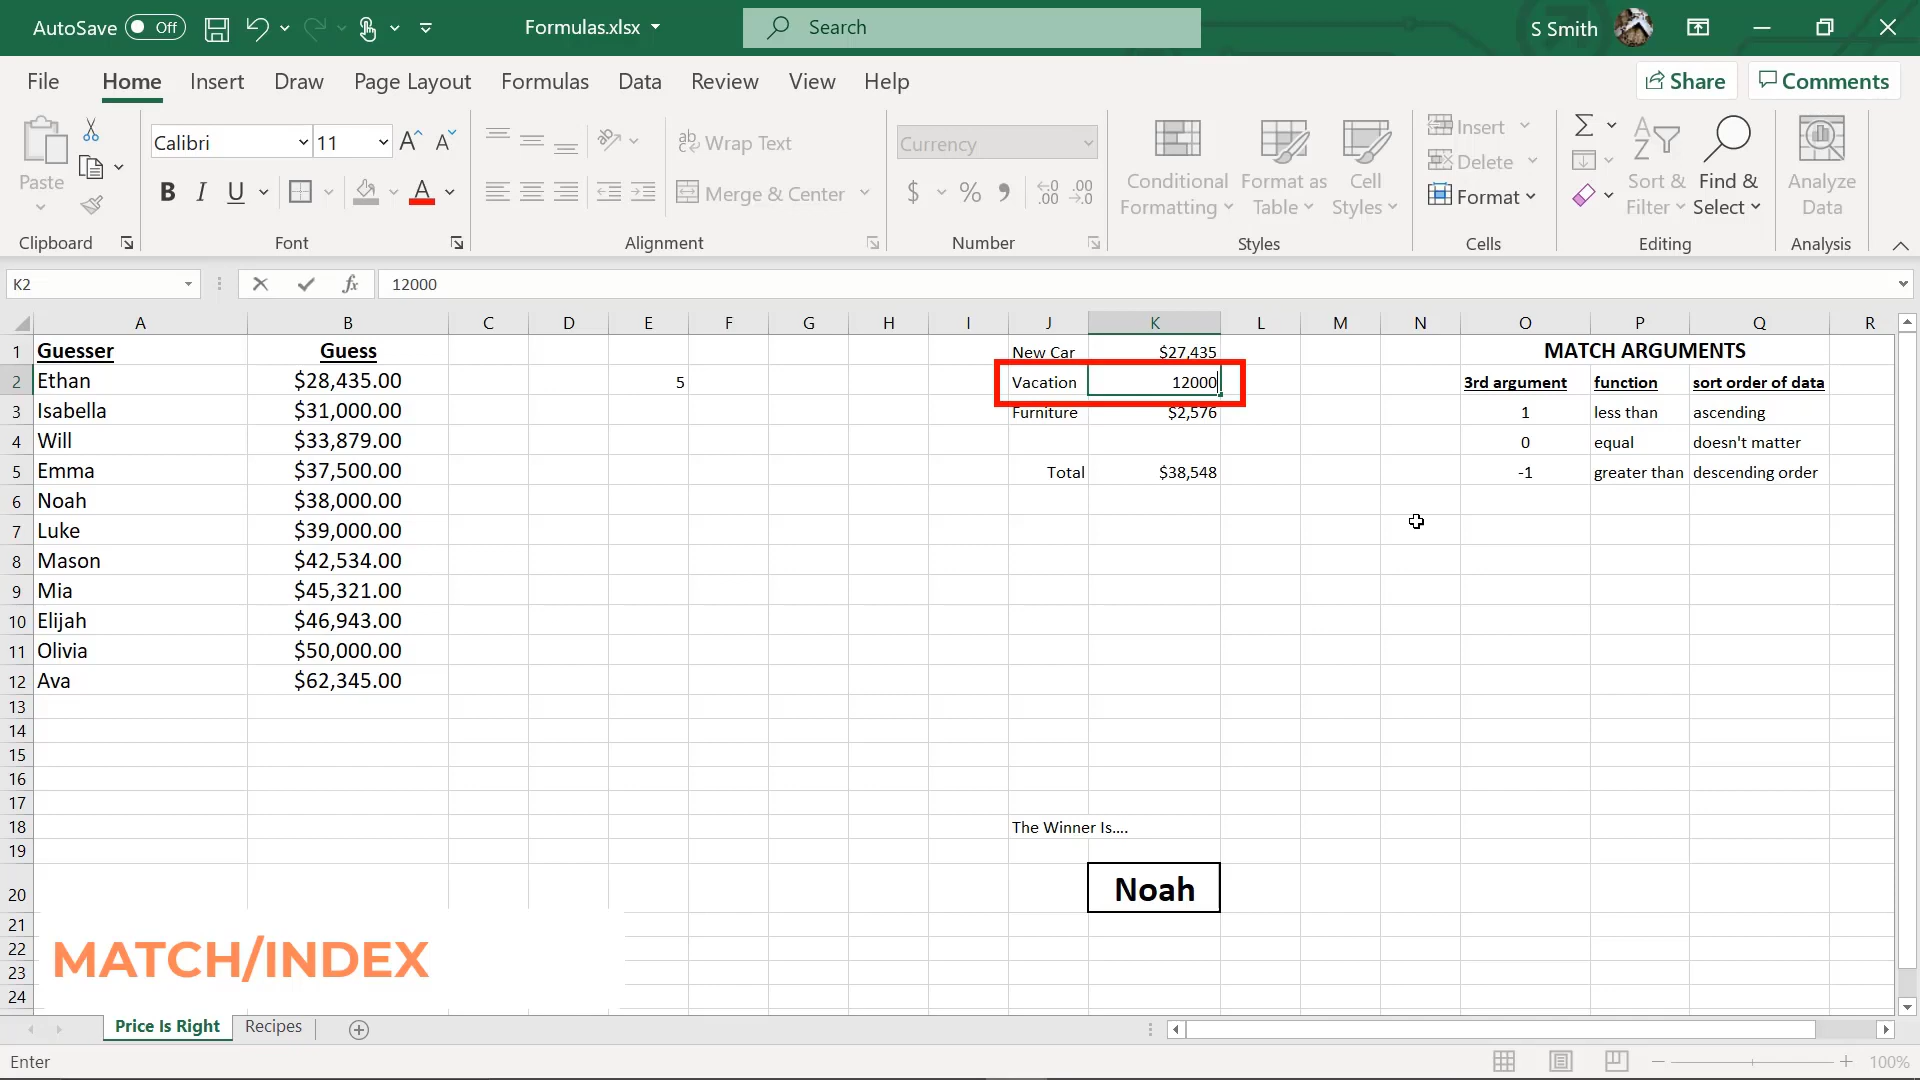 AutoSave Off Formulas.xlsx Search S Smith
File Home Insert Draw Page Layout Formulas Data Review View Help Share Comments
Paste
Calibri 11
Wrap Text
Merge & Center
Currency
Conditional Formatting
Format as Table
Cell Styles
Insert
Delete
Format
Sort & Filter
Find & Select
Analyze Data
Clipboard Font Alignment Number Styles Cells Editing Analysis
K2 fx 12000
A B C D E F G H I J K L M N O P Q R
1 Guesser Guess New Car $27,435 MATCH ARGUMENTS
2 Ethan $28,435.00 5 Vacation 12000 3rd argument function sort order of data
3 Isabella $31,000.00 Furniture $2,576 1 less than ascending
4 Will $33,879.00 0 equal doesn't matter
5 Emma $37,500.00 Total $38,548 -1 greater than descending order
6 Noah $38,000.00
7 Luke $39,000.00
8 Mason $42,534.00
9 Mia $45,321.00
10 Elijah $46,943.00
11 Olivia $50,000.00
12 Ava $62,345.00
13
14
15
16
17
18 The Winner Is....
19
20 Noah
21
22
23
24
MATCH/INDEX
Price Is Right Recipes
Enter 100%